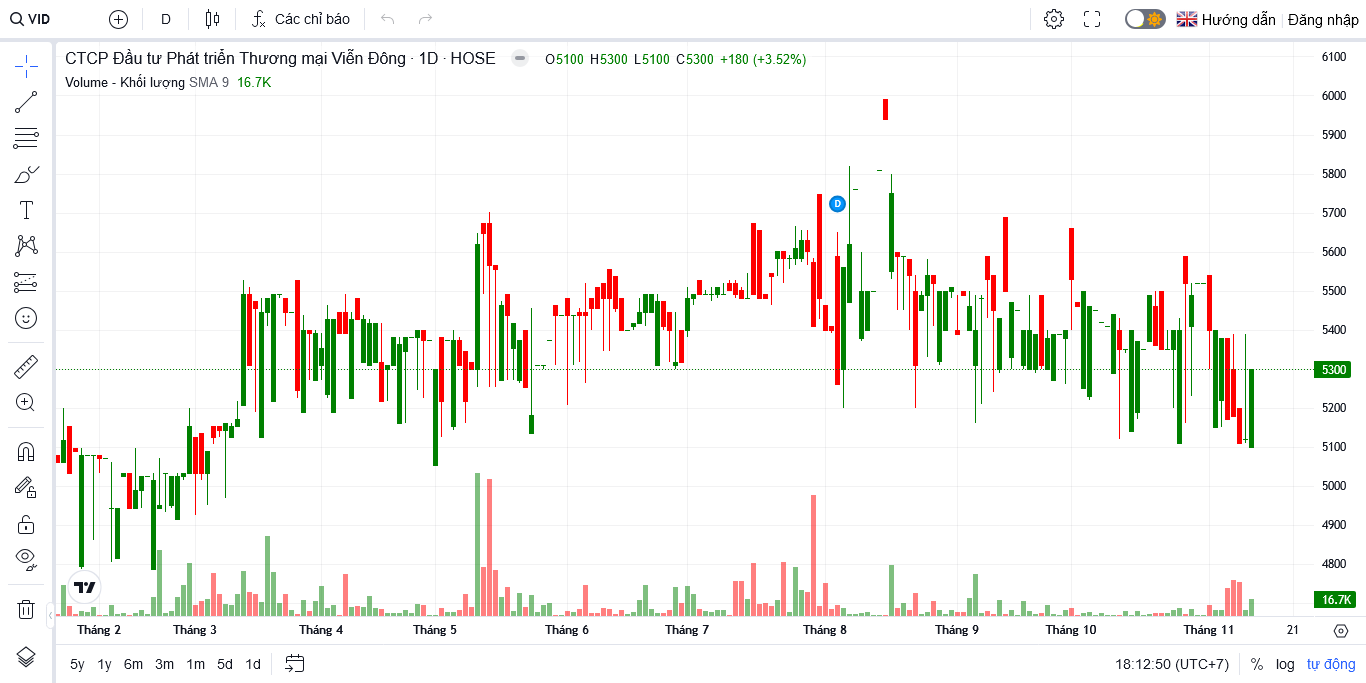 VID D Các chỉ báo Hướng dẫn Đăng nhập
CTCP Đầu tư Phát triển Thương mại Viễn Đông · 1D · HOSE O5100 H5300 L5100 C5300 +180 (+3.52%)
Volume - Khối lượng SMA 9 16.7K
6100
6000
5900
5800
D
5700
5600
5500
5400
5300
5200
5100
5000
4900
4800
16.7K
Tháng 2 Tháng 3 Tháng 4 Tháng 5 Tháng 6 Tháng 7 Tháng 8 Tháng 9 Tháng 10 Tháng 11 21
5y 1y 6m 3m 1m 5d 1d 18:12:50 (UTC+7) % log tự động